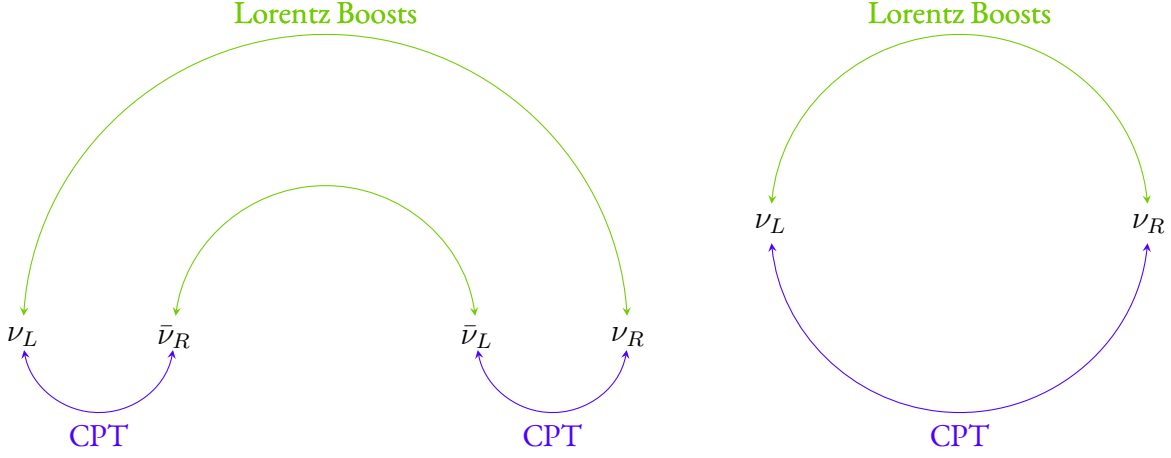 Lorentz Boosts
ν_L ν̄_R ν̄_L ν_R
CPT CPT
Lorentz Boosts
ν_L ν_R
CPT